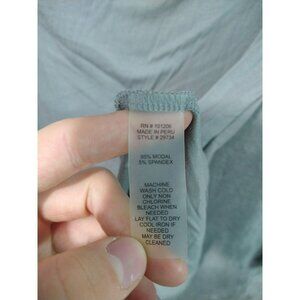 RN # 101206
MADE IN PERU
STYLE # 29734
95% MODAL
5% SPANDEX
MACHINE
WASH COLD
ONLY NON
CHLORINE
BLEACH WHEN
NEEDED
LAY FLAT TO DRY
COOL IRON IF
NEEDED
MAY BE DRY
CLEANED